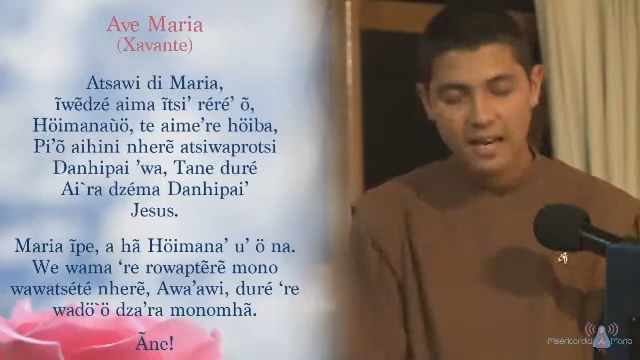 Ave Maria
(Xavante)
Atsawi di Maria,
ĩwẽdzé aima ĩtsi’ réré’ õ,
Höimanaùö, te aime’re höiba,
Pi’õ aihini nherẽ atsiwaprotsi
Danhipai ’wa, Tane duré
Ai`ra dzéma Danhipai’
Jesus.
Maria ĩpe, a hã Höimana’ u’ ö na.
We wama ‘re rowaptẽrẽ mono
wawatsété nherẽ, Awa’awi, duré ‘re
wadö`ö dza’ra monomhã.
Ãne!
Misericordia Maria